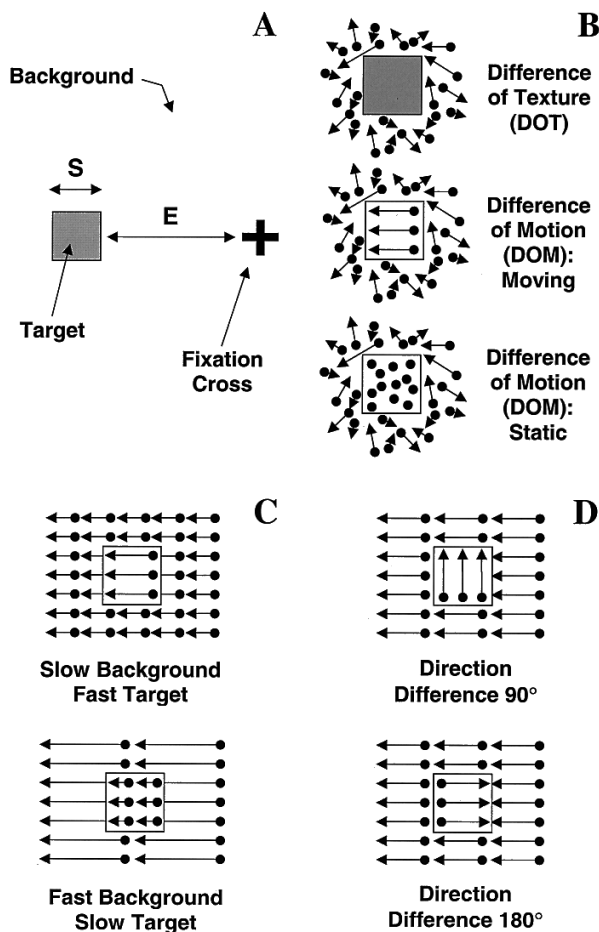 A
Background
S
E
Target
Fixation
Cross
B
Difference
of Texture
(DOT)
Difference
of Motion
(DOM):
Moving
Difference
of Motion
(DOM):
Static
C
Slow Background
Fast Target
Fast Background
Slow Target
D
Direction
Difference 90°
Direction
Difference 180°